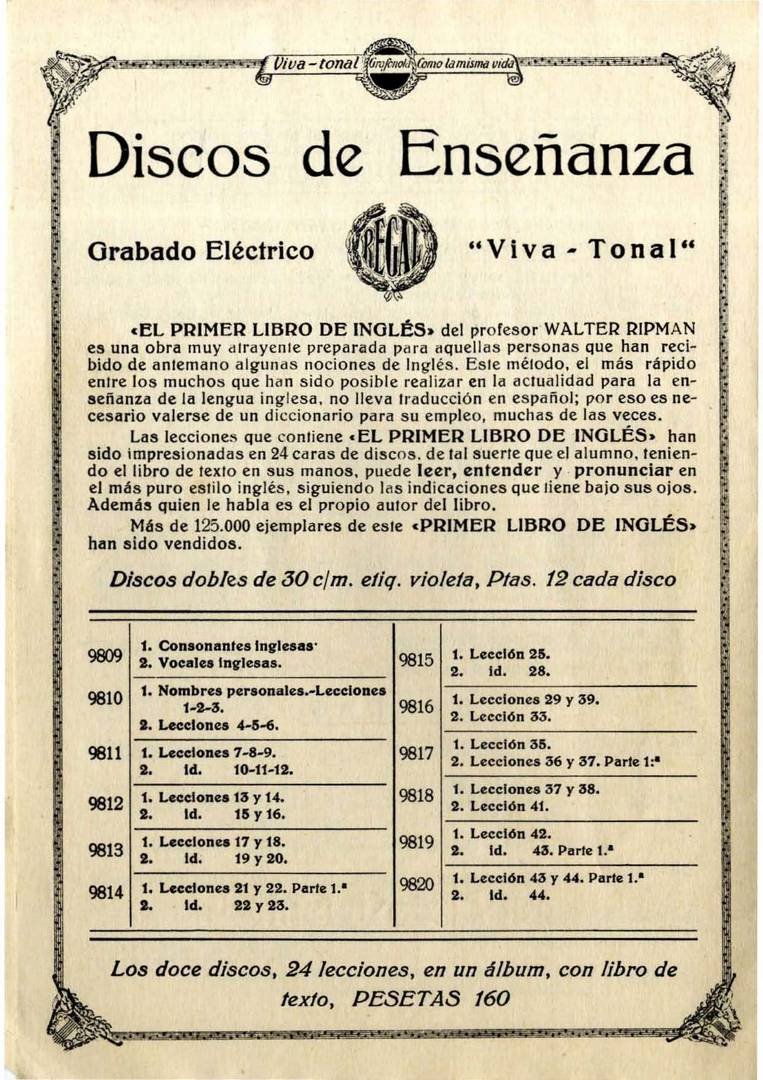 Viva-tonal Grafonola Como la misma vida
Discos de Enseñanza
Grabado Eléctrico REGAL “Viva - Tonal“
«EL PRIMER LIBRO DE INGLÉS» del profesor WALTER RIPMAN
es una obra muy atrayente preparada para aquellas personas que han reci-
bido de antemano algunas nociones de Inglés. Este método, el más rápido
entre los muchos que han sido posible realizar en la actualidad para la en-
señanza de la lengua inglesa, no lleva traducción en español; por eso es ne-
cesario valerse de un diccionario para su empleo, muchas de las veces.
Las lecciones que contiene «EL PRIMER LIBRO DE INGLÉS» han
sido impresionadas en 24 caras de discos, de tal suerte que el alumno, tenien-
do el libro de texto en sus manos, puede leer, entender y pronunciar en
el más puro estilo inglés, siguiendo las indicaciones que tiene bajo sus ojos.
Además quien le habla es el propio autor del libro.
Más de 125.000 ejemplares de este «PRIMER LIBRO DE INGLÉS»
han sido vendidos.
Discos dobles de 30 c/m. etiq. violeta, Ptas. 12 cada disco
9809
1. Consonantes inglesas·
2. Vocales inglesas.
9810
1. Nombres personales.-Lecciones
1-2-3.
2. Lecciones 4-5-6.
9811
1. Lecciones 7-8-9.
2. id. 10-11-12.
9812
1. Lecciones 13 y 14.
2. id. 15 y 16.
9813
1. Lecciones 17 y 18.
2. id. 19 y 20.
9814
1. Lecciones 21 y 22. Parte 1.ª
2. id. 22 y 23.
9815
1. Lección 25.
2. id. 28.
9816
1. Lecciones 29 y 39.
2. Lección 33.
9817
1. Lección 35.
2. Lecciones 36 y 37. Parte 1:ª
9818
1. Lecciones 37 y 38.
2. Lección 41.
9819
1. Lección 42.
2. id. 43. Parte 1.ª
9820
1. Lección 43 y 44. Parte 1.ª
2. id. 44.
Los doce discos, 24 lecciones, en un álbum, con libro de
texto, PESETAS 160